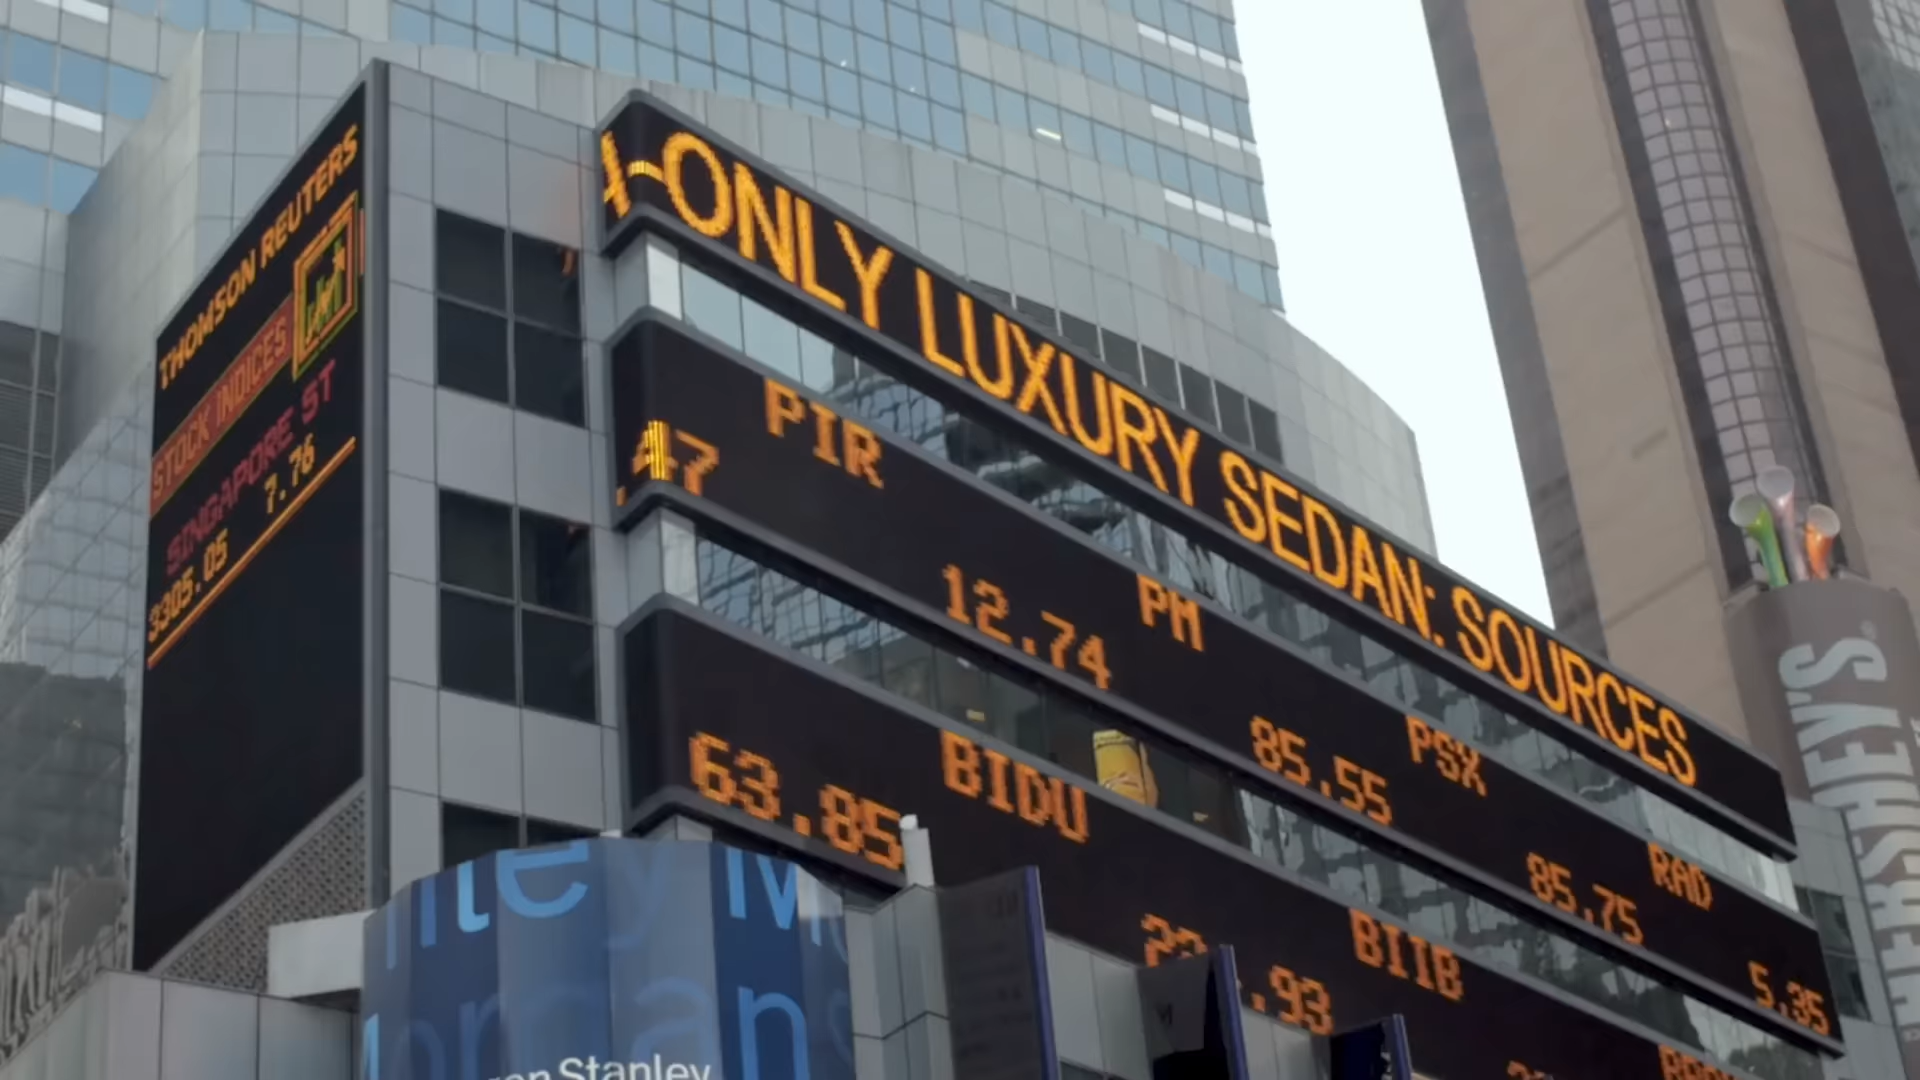 THOMSON REUTERS
STOCK INDICES
SINGAPORE ST
7.76
3305.05
-ONLY LUXURY SEDAN: SOURCES
.47 PIR 12.74 PM 85.55 PSX 85.75 RAD 5.35
63.85 BIDU .93 BIIB
Stanley
HERSHEY'S